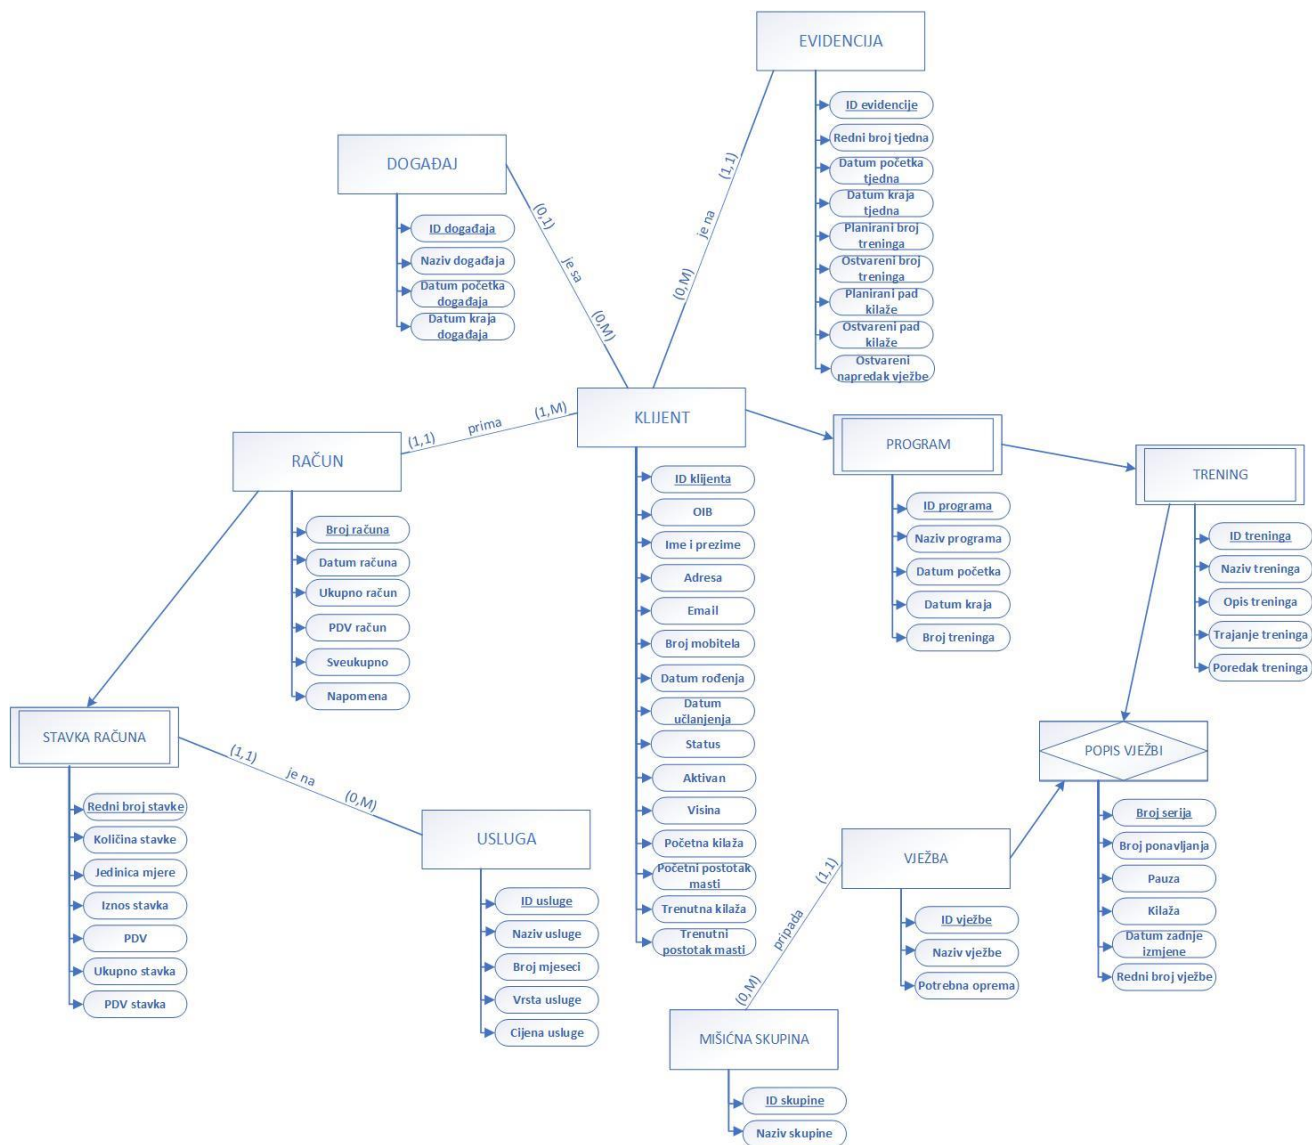 EVIDENCIJA
ID evidencije
Redni broj tjedna
Datum početka
tjedna
Datum kraja
tjedna
Planirani broj
treninga
Ostvareni broj
treninga
Planirani pad
kilaže
Ostvareni pad
kilaže
Ostvareni
napredak vježbe
(1,1)
je na
(0,M)
DOGAĐAJ
ID događaja
Naziv događaja
Datum početka
događaja
Datum kraja
događaja
(0,1)
je sa
(0,M)
KLIJENT
ID klijenta
OIB
Ime i prezime
Adresa
Email
Broj mobitela
Datum rođenja
Datum
učlanjenja
Status
Aktivan
Visina
Početna kilaža
Početni postotak
masti
Trenutna kilaža
Trenutni
postotak masti
(1,1)
prima
(1,M)
RAČUN
Broj računa
Datum računa
Ukupno račun
PDV račun
Sveukupno
Napomena
PROGRAM
ID programa
Naziv programa
Datum početka
Datum kraja
Broj treninga
TRENING
ID treninga
Naziv treninga
Opis treninga
Trajanje treninga
Poredak treninga
STAVKA RAČUNA
Redni broj stavke
Količina stavke
Jedinica mjere
Iznos stavka
PDV
Ukupno stavka
PDV stavka
(1,1)
je na
(0,M)
USLUGA
ID usluge
Naziv usluge
Broj mjeseci
Vrsta usluge
Cijena usluge
POPIS VJEŽBI
Broj serija
Broj ponavljanja
Pauza
Kilaža
Datum zadnje
izmjene
Redni broj vježbe
VJEŽBA
ID vježbe
Naziv vježbe
Potrebna oprema
(1,1)
pripada
(0,M)
MIŠIĆNA SKUPINA
ID skupine
Naziv skupine